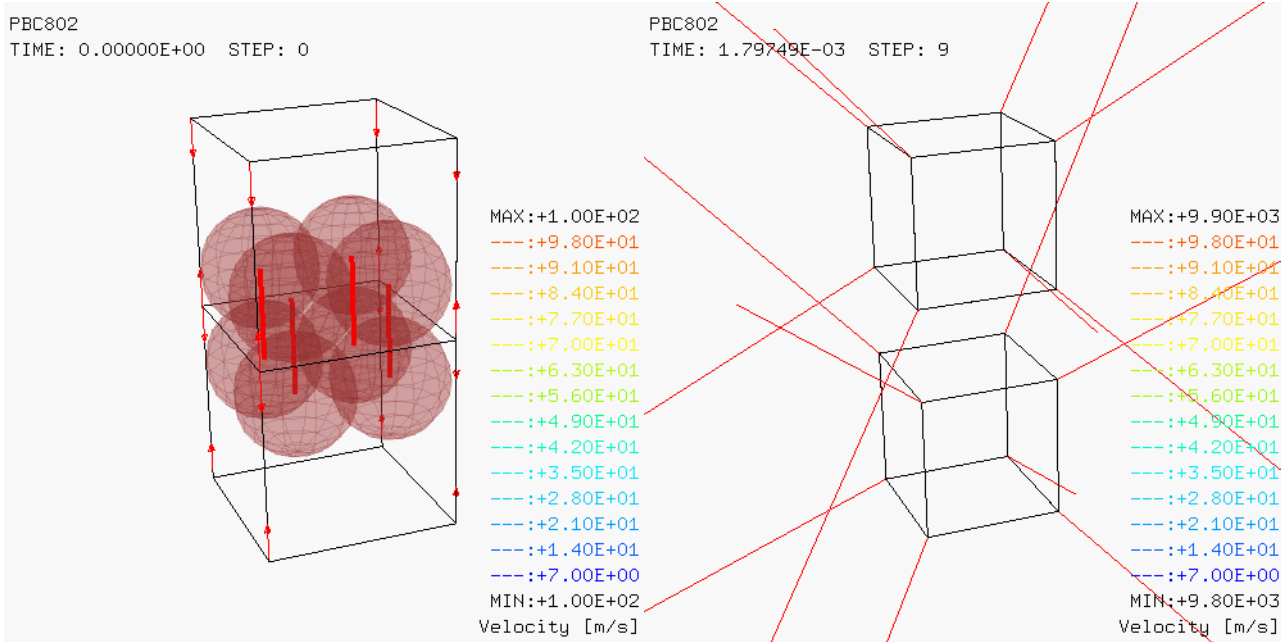 PBC802
TIME: 0.00000E+00 STEP: 0
MAX:+1.00E+02
---:+9.80E+01
---:+9.10E+01
---:+8.40E+01
---:+7.70E+01
---:+7.00E+01
---:+6.30E+01
---:+5.60E+01
---:+4.90E+01
---:+4.20E+01
---:+3.50E+01
---:+2.80E+01
---:+2.10E+01
---:+1.40E+01
---:+7.00E+00
MIN:+1.00E+02
Velocity [m/s]
PBC802
TIME: 1.79749E-03 STEP: 9
MAX:+9.90E+03
---:+9.80E+01
---:+9.10E+01
---:+8.40E+01
---:+7.70E+01
---:+7.00E+01
---:+6.30E+01
---:+5.60E+01
---:+4.90E+01
---:+4.20E+01
---:+3.50E+01
---:+2.80E+01
---:+2.10E+01
---:+1.40E+01
---:+7.00E+00
MIN:+9.80E+03
Velocity [m/s]